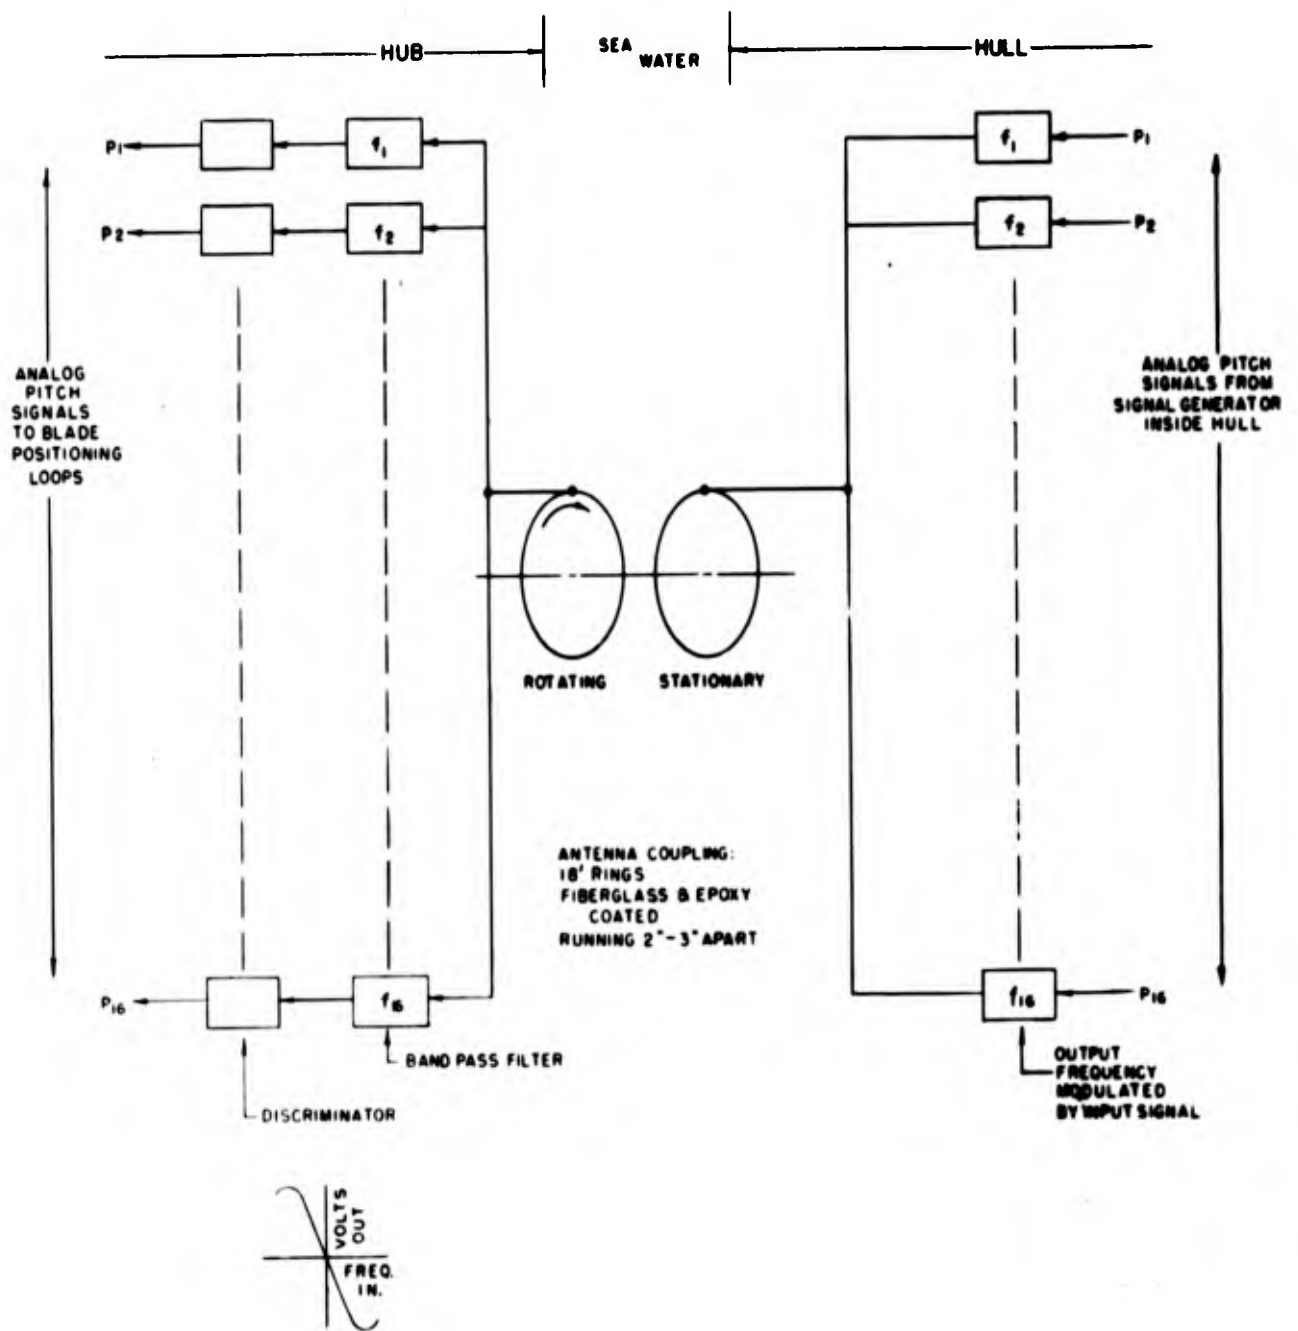 HUB
SEA
WATER
HULL
P1
f1
f1
P1
P2
f2
f2
P2
ANALOG
PITCH
SIGNALS
TO BLADE
POSITIONING
LOOPS
ANALOG PITCH
SIGNALS FROM
SIGNAL GENERATOR
INSIDE HULL
ROTATING
STATIONARY
ANTENNA COUPLING:
18' RINGS
FIBERGLASS & EPOXY
COATED
RUNNING 2"-3" APART
P16
f16
f16
P16
BAND PASS FILTER
DISCRIMINATOR
OUTPUT
FREQUENCY
MODULATED
BY INPUT SIGNAL
VOLTS
OUT
FREQ.
IN.